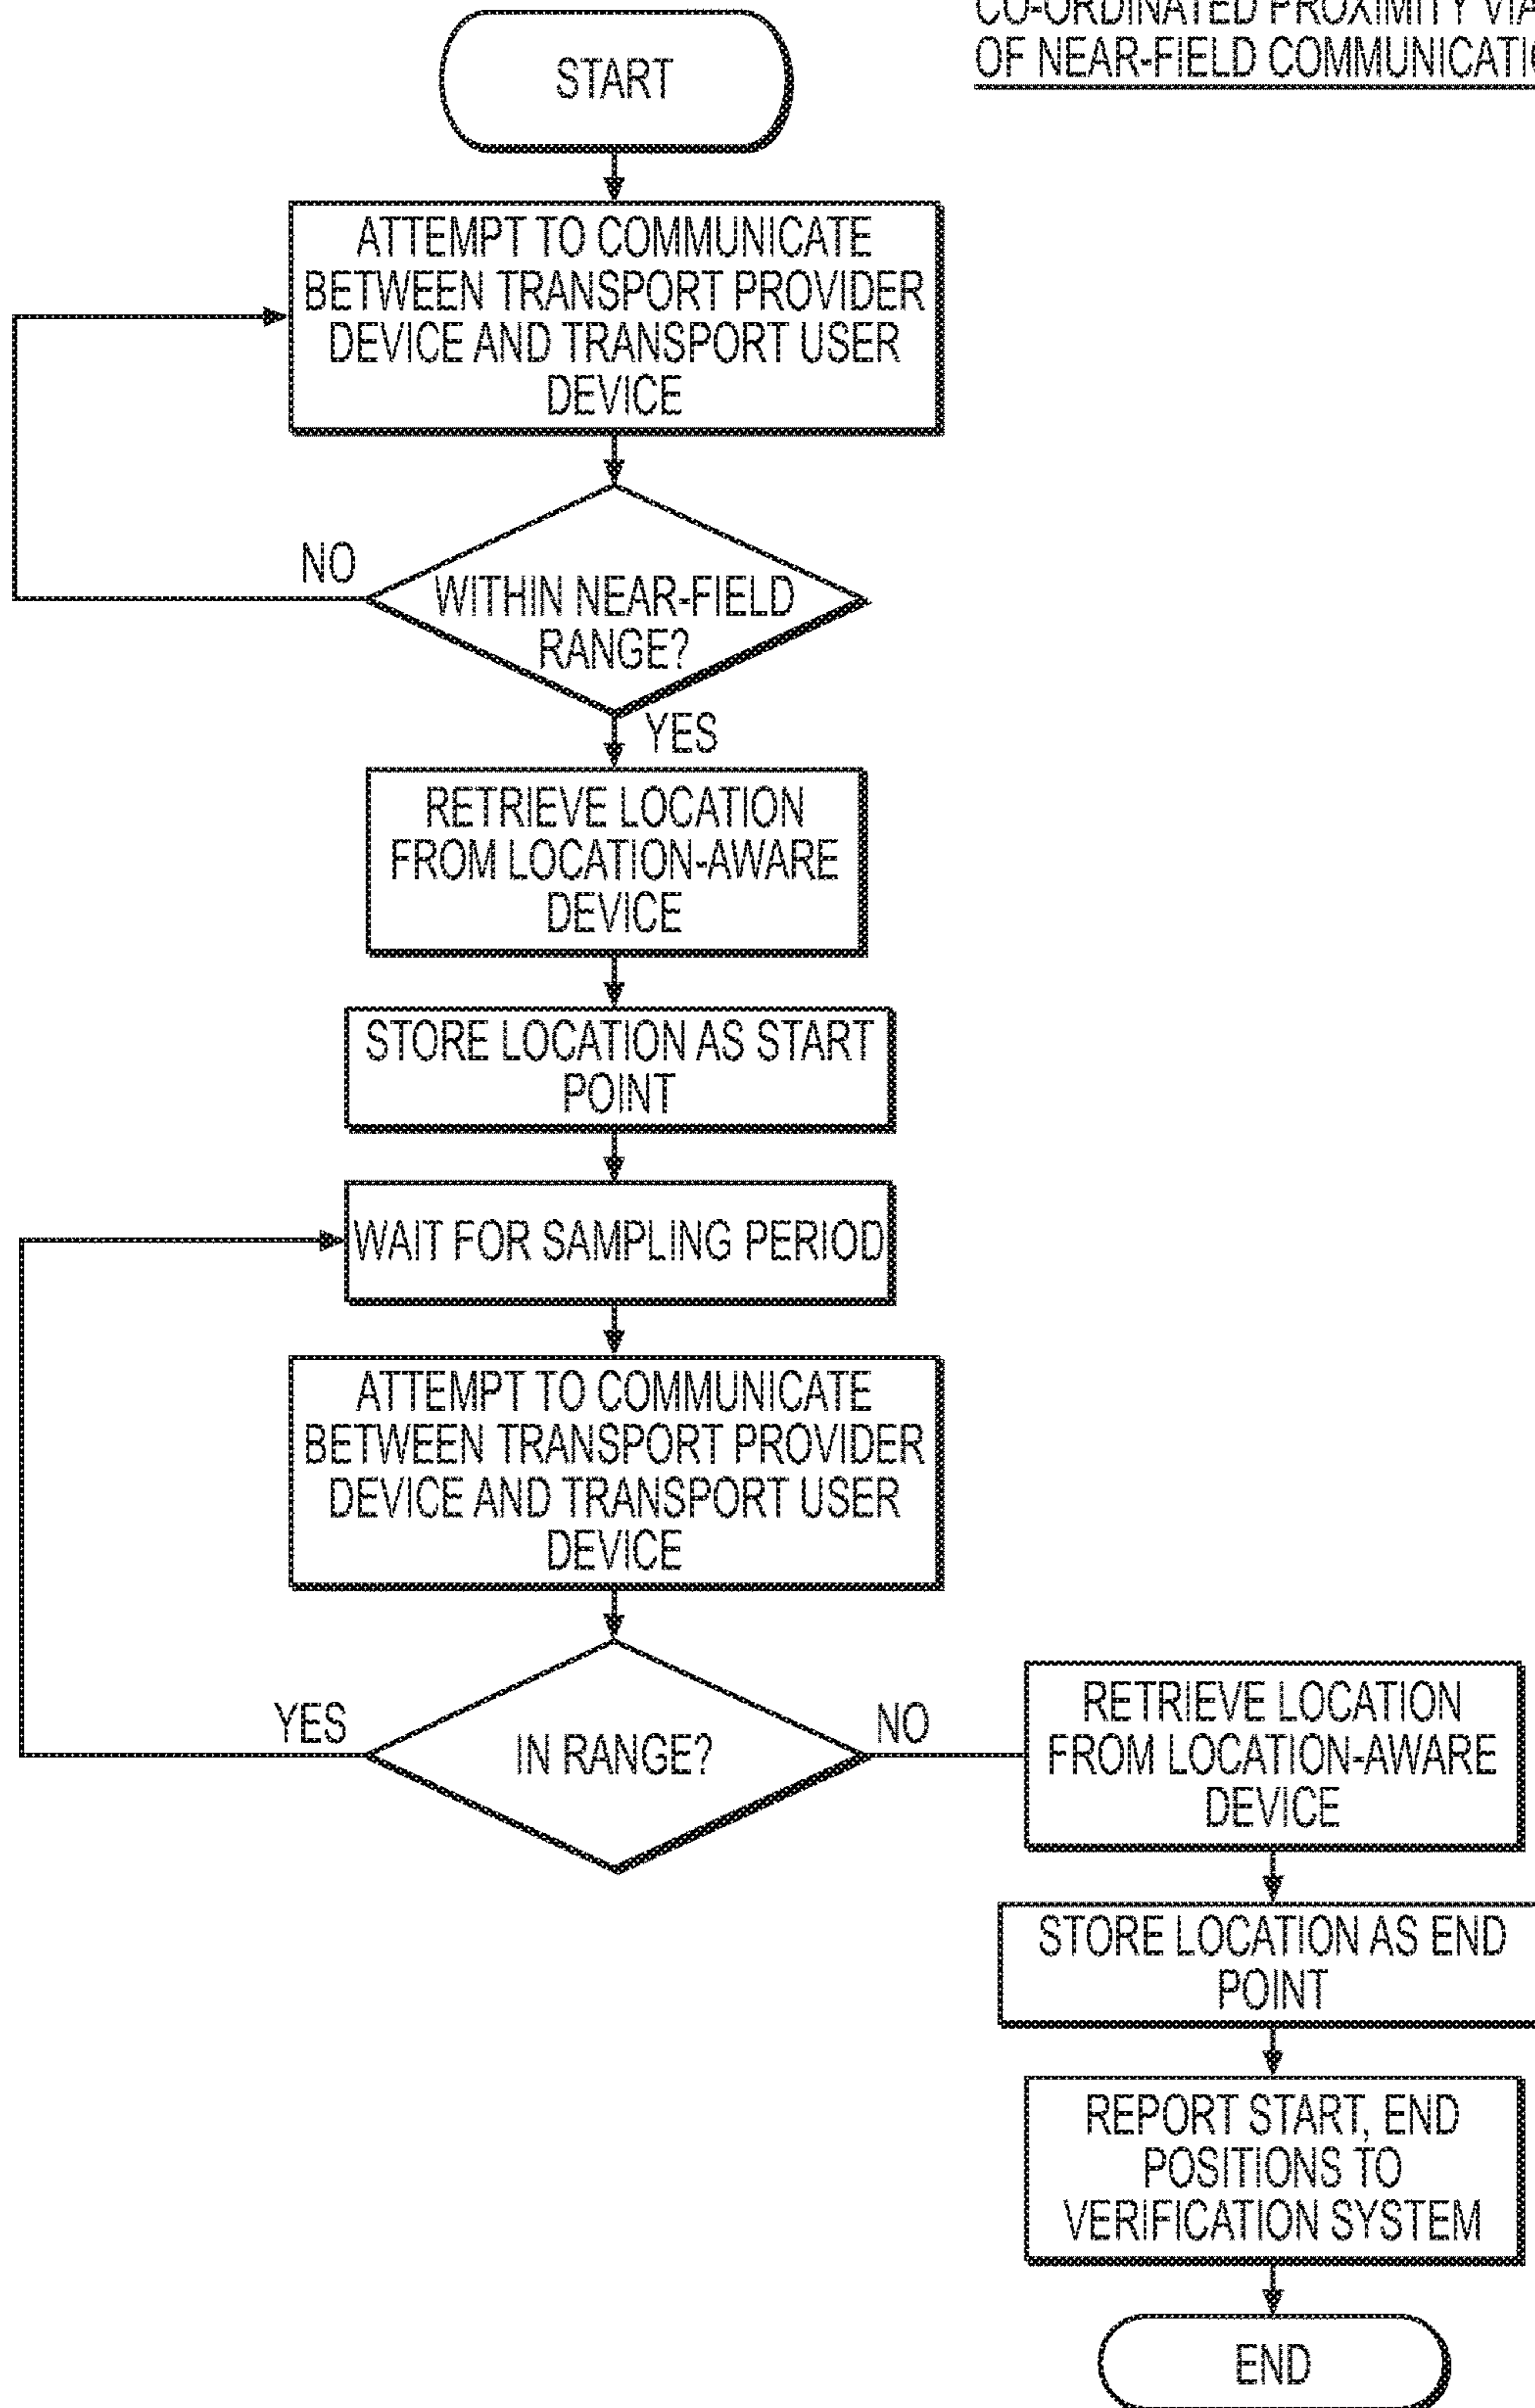 CO-ORDINATED PROXIMITY VIA
OF NEAR-FIELD
START
ATTEMPT TO COMMUNICATE
BETWEEN TRANSPORT PROVIDER
DEVICE AND TRANSPORT USER
DEVICE
NO
WITHIN NEAR-FIELD
RANGE?
YES
RETRIEVE LOCATION
FROM LOCATION-AWARE
DEVICE
STORE LOCATION AS START
POINT
WAIT FOR SAMPLING PERIOD
ATTEMPT TO COMMUNICATE
BETWEEN TRANSPORT PROVIDER
DEVICE AND TRANSPORT USER
DEVICE
YES
IN RANGE?
NO
RETRIEVE LOCATION
FROM LOCATION-AWARE
DEVICE
STORE LOCATION AS END
POINT
REPORT START, END
POSITIONS TO
VERIFICATION SYSTEM
END